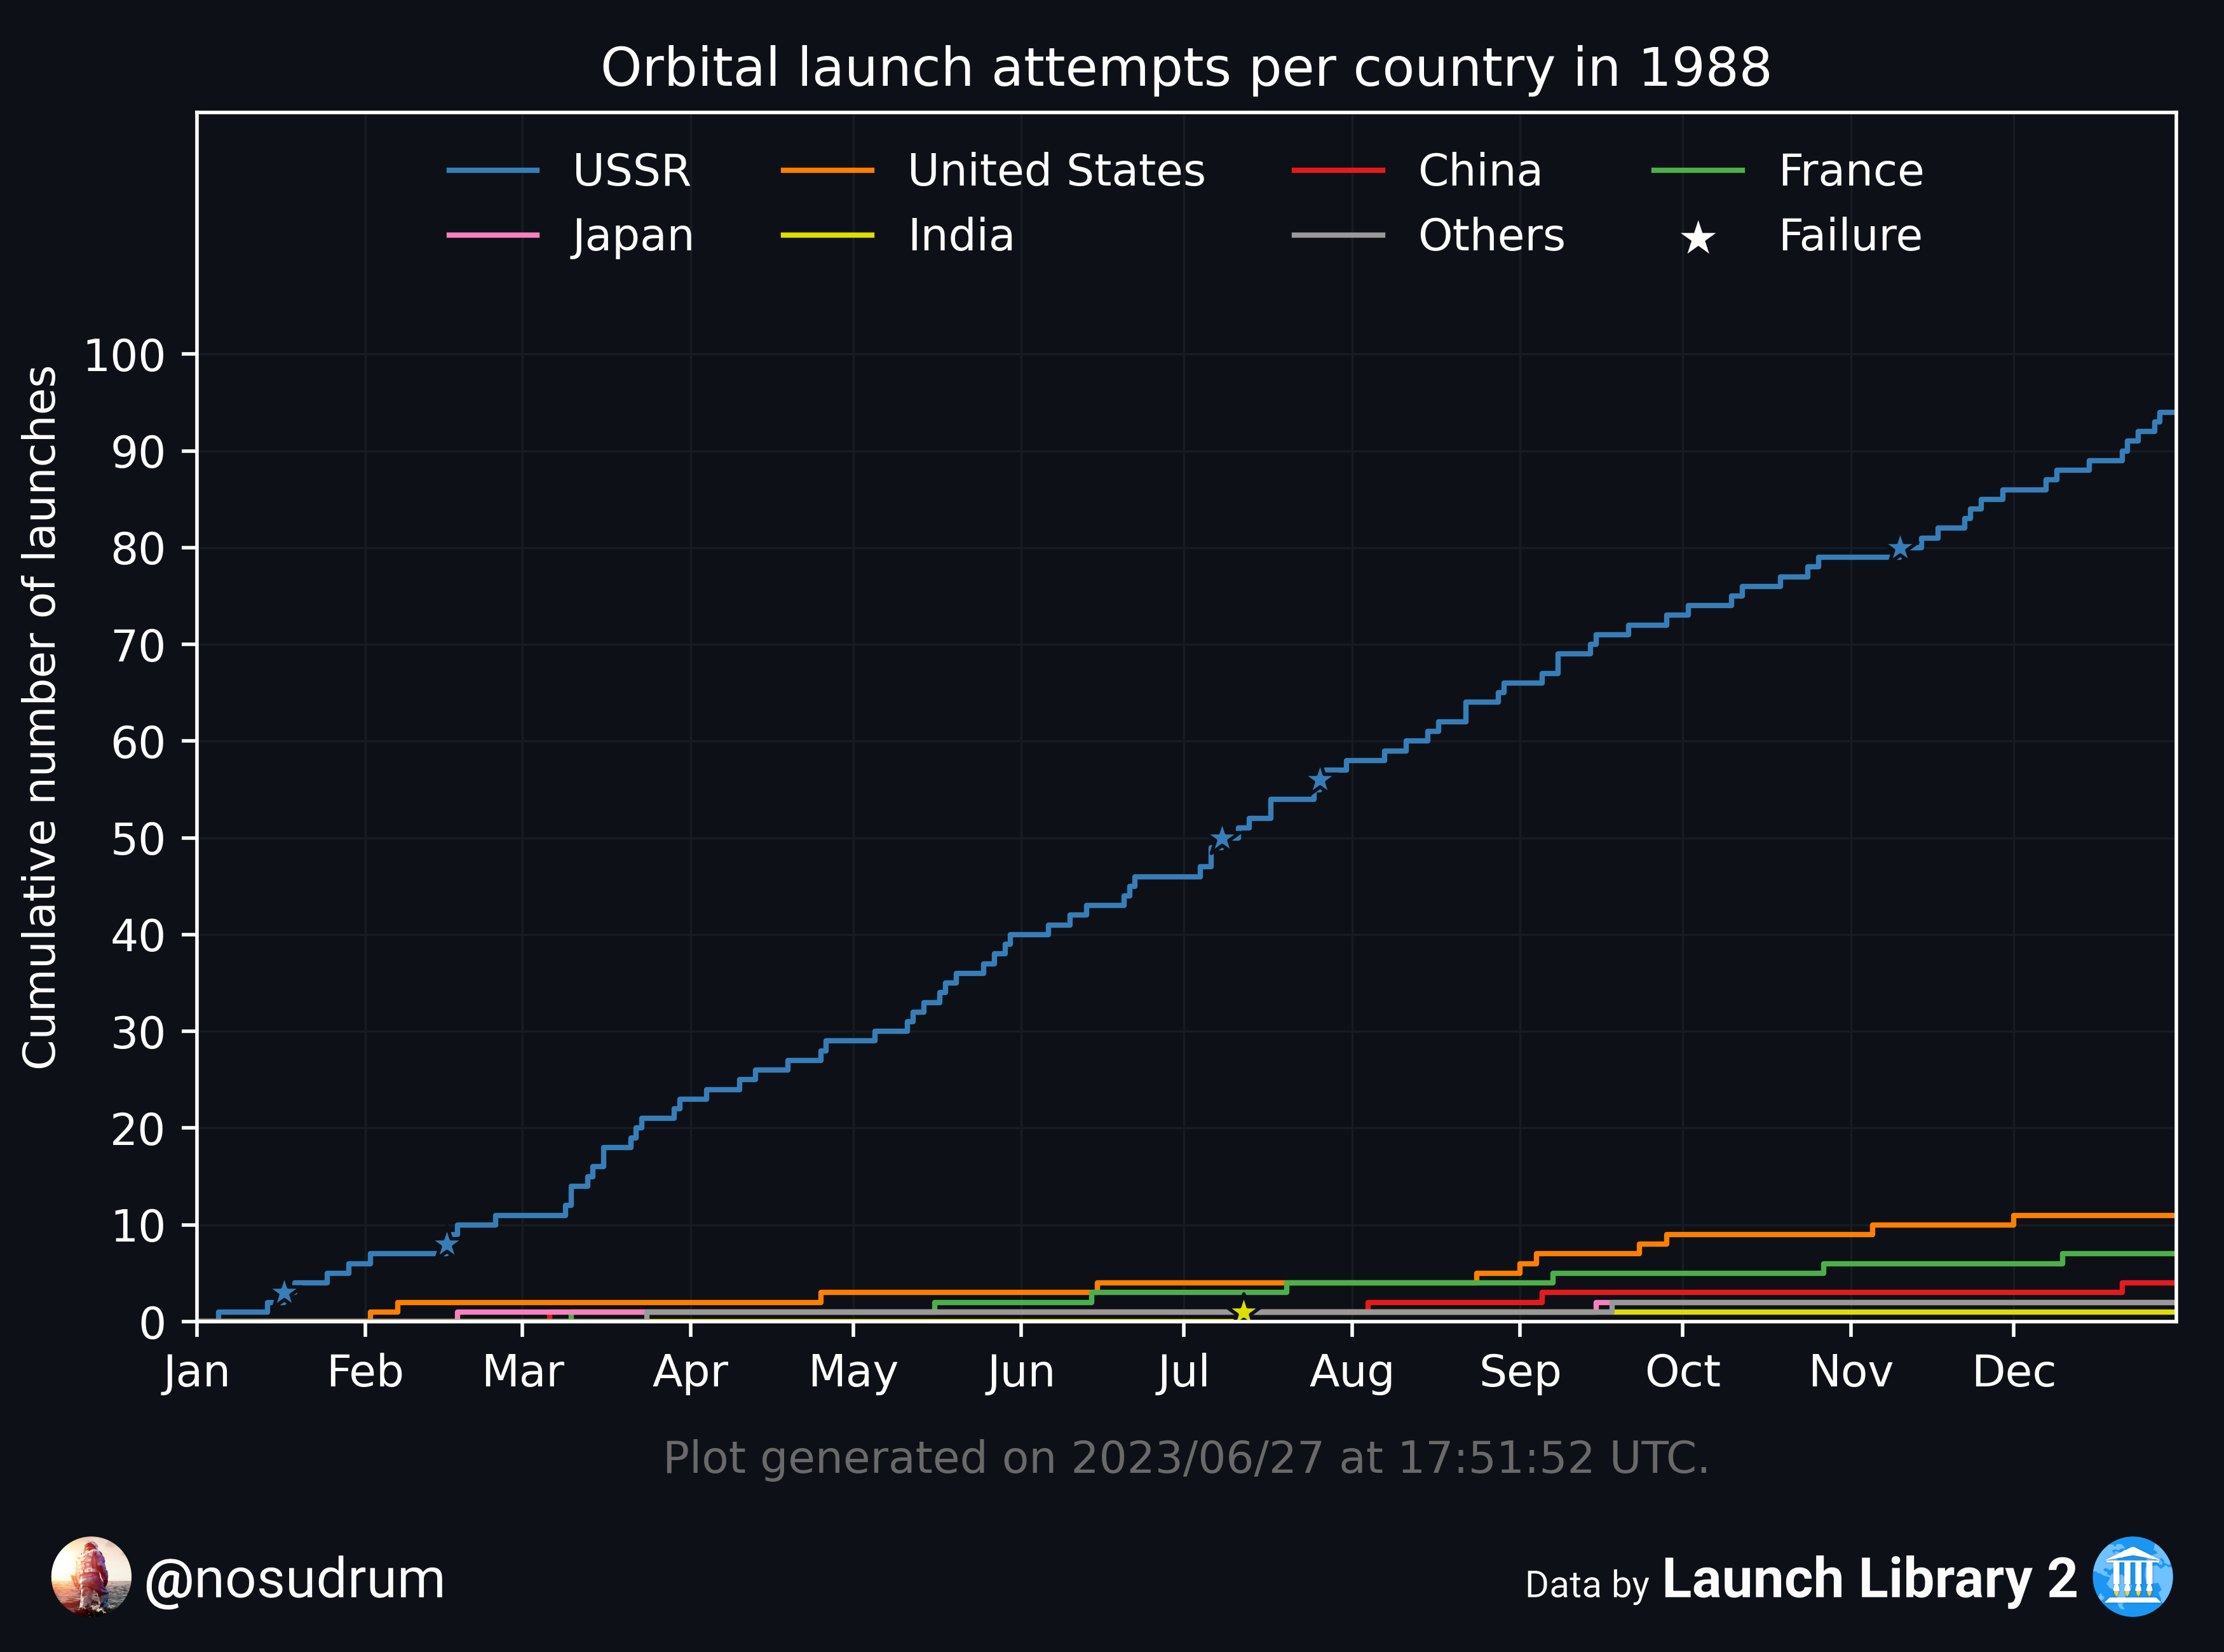 Orbital launch attempts per country in 1988
USSR United States China France
Japan India Others Failure
Cumulative number of launches
100
90
80
70
60
50
40
30
20
10
0
Jan Feb Mar Apr May Jun Jul Aug Sep Oct Nov Dec
Plot generated on 2023/06/27 at 17:51:52 UTC.
@nosudrum
Data by Launch Library 2